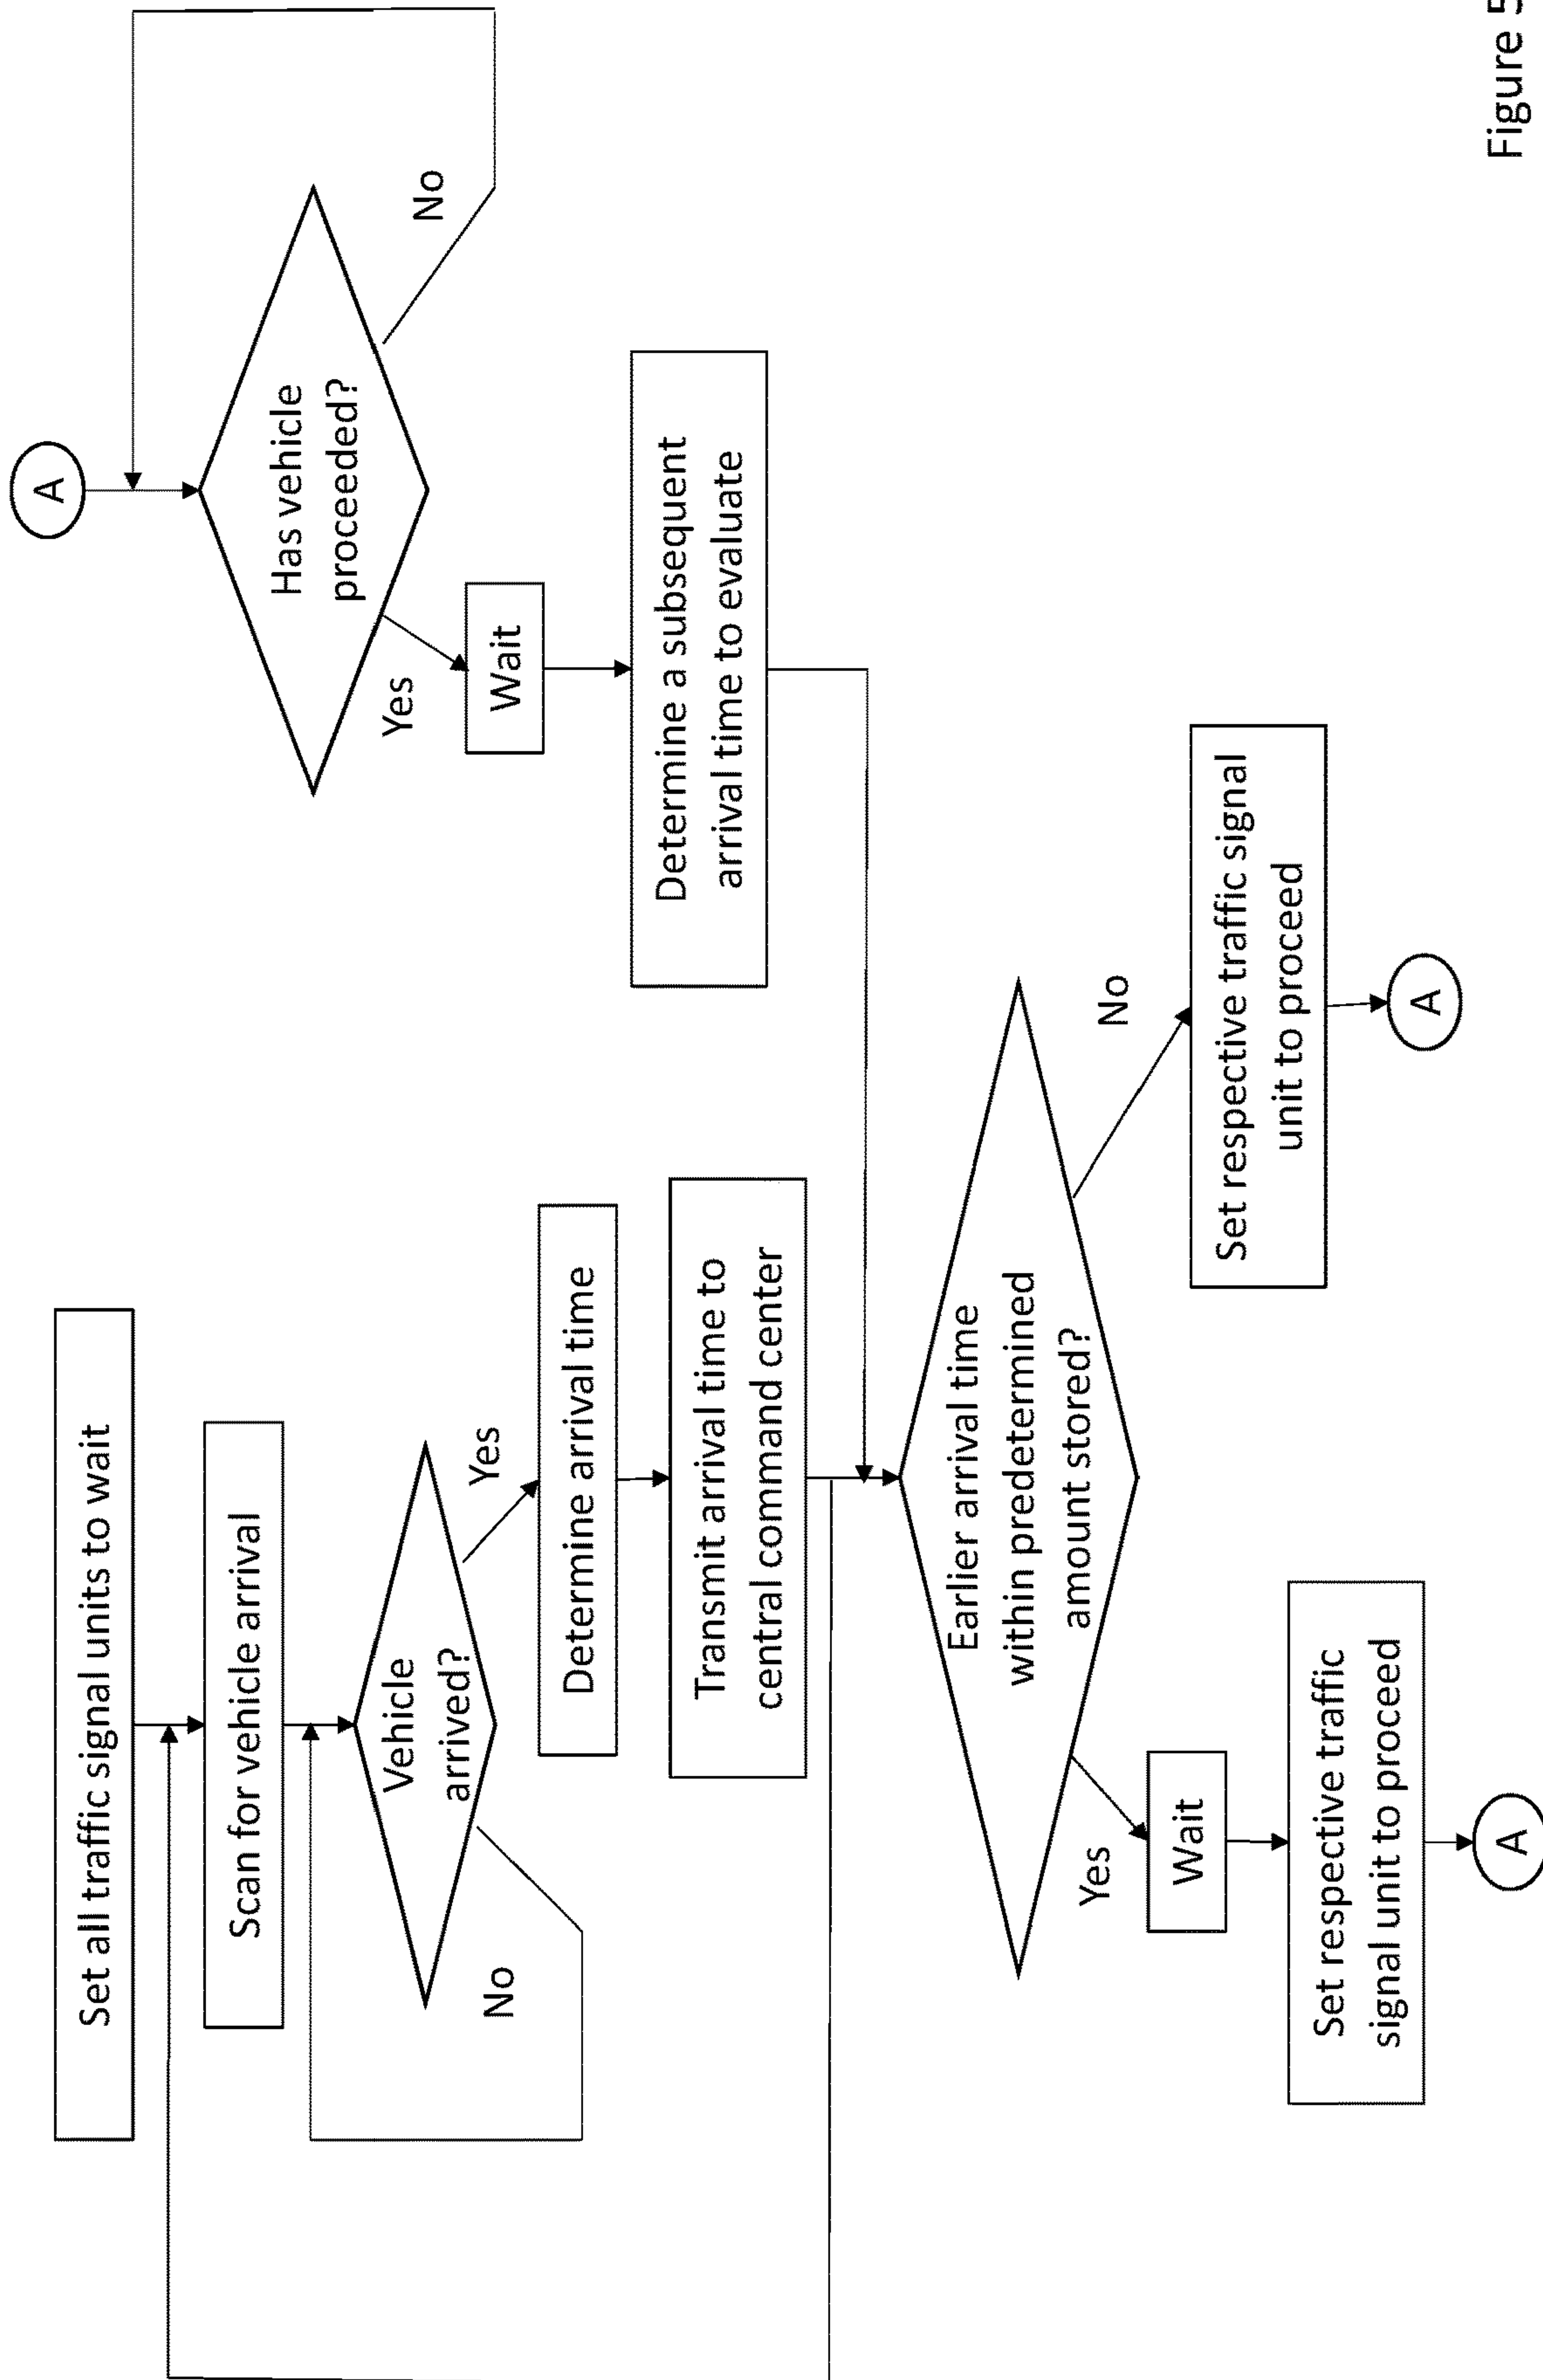 Set all traffic signal units to wait
Scan for vehicle arrival
Vehicle
arrived?
No
Yes
Determine arrival time
Transmit arrival time to
central command center
Earlier arrival time
within predetermined
amount stored?
Yes
No
Wait
Set respective traffic
signal unit to proceed
A
Set respective traffic signal
unit to proceed
A
A
Has vehicle
proceeded?
Yes
No
Wait
Determine a subsequent
arrival time to evaluate
Figure 5